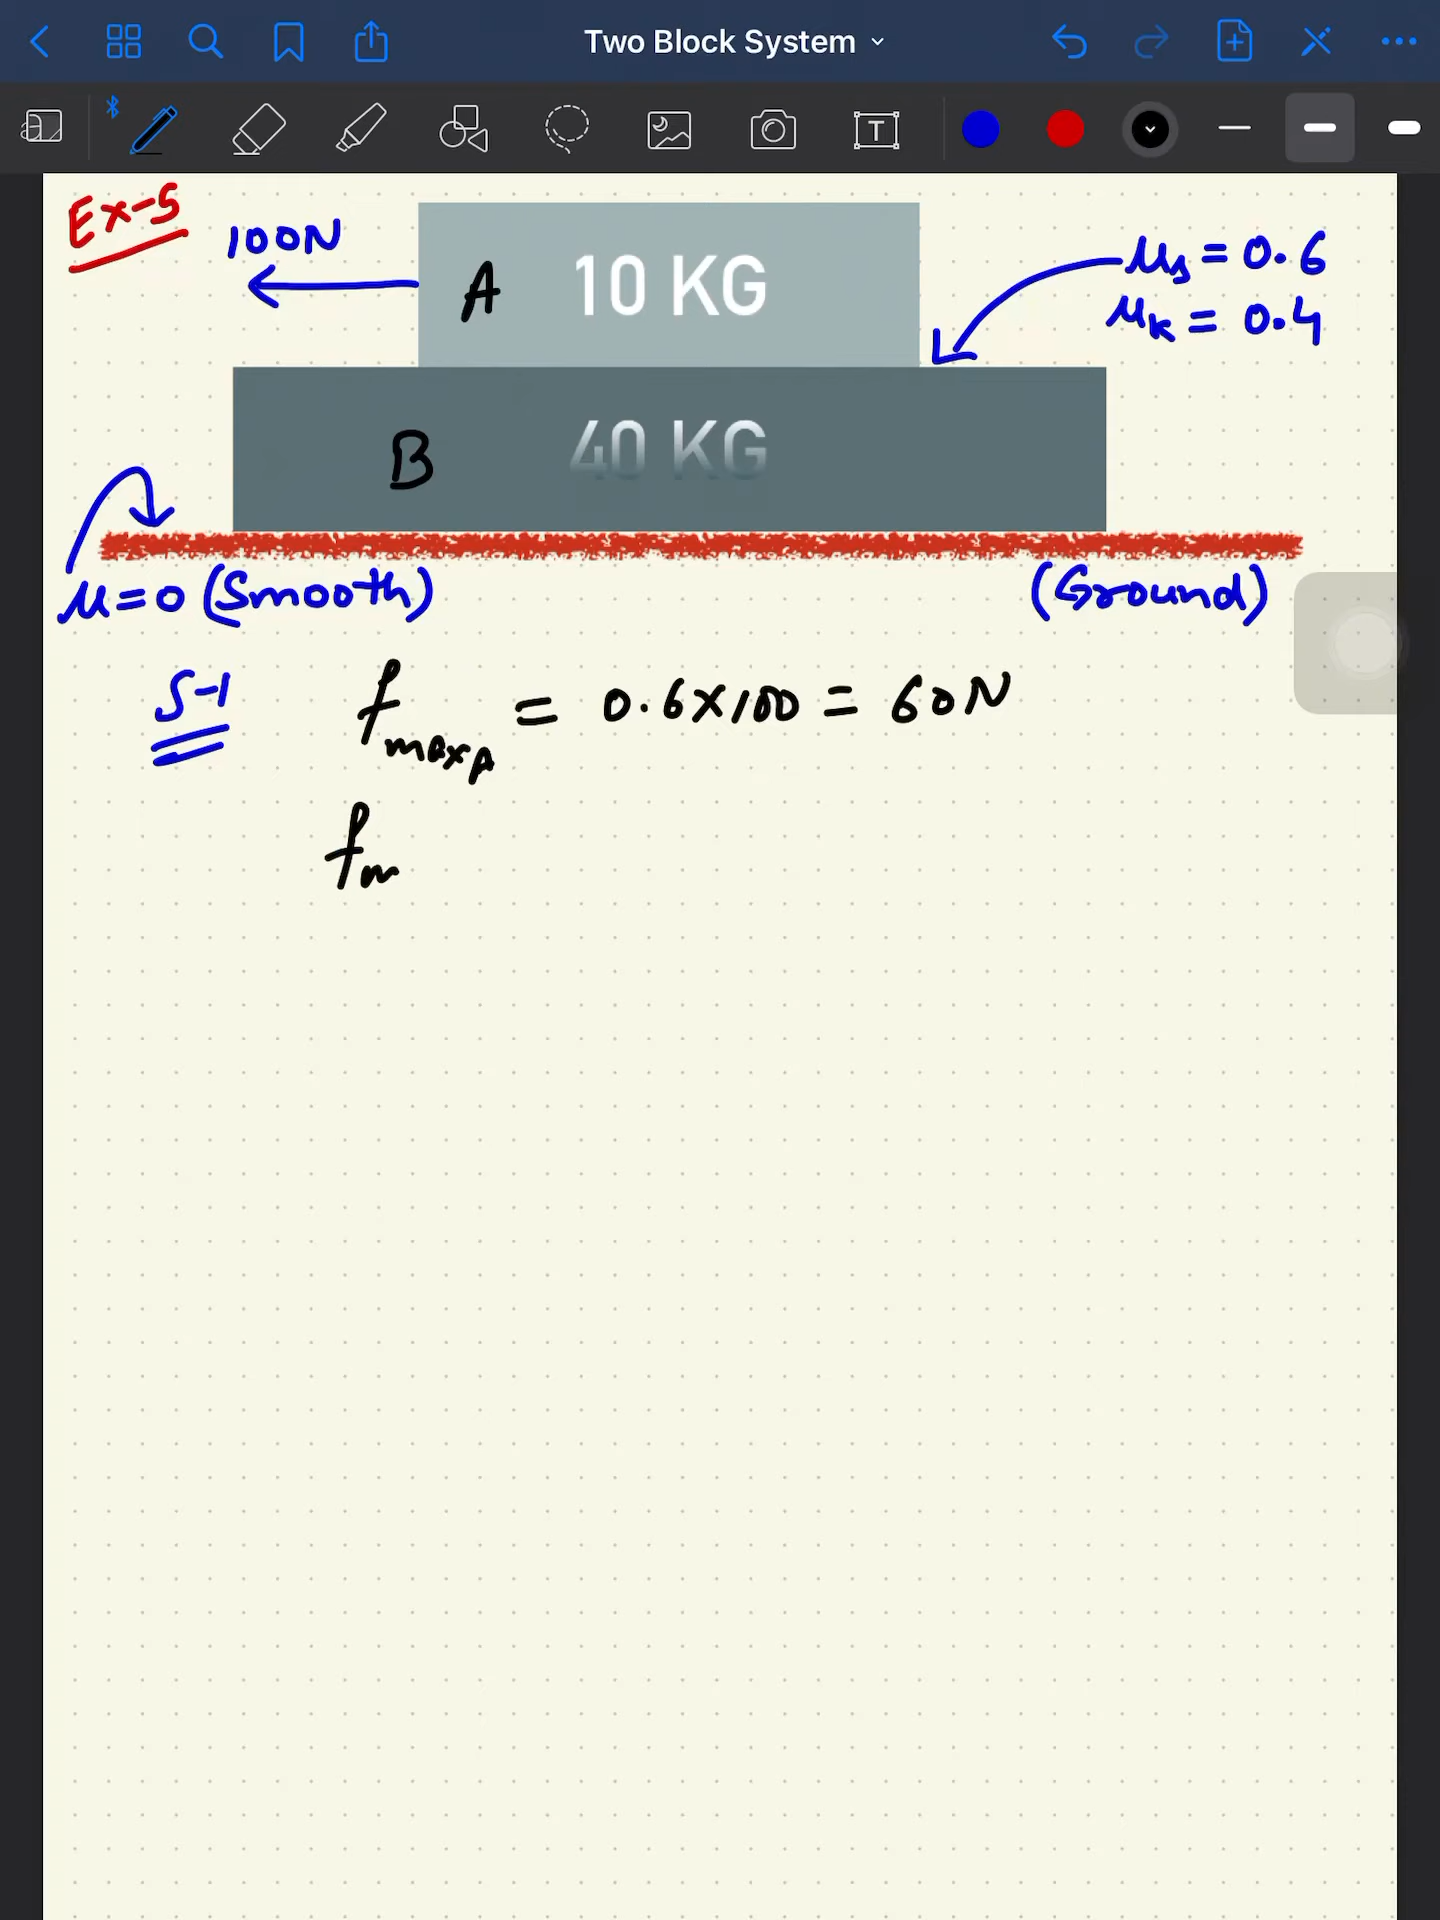 Two Block System
T
Ex-5
100N
A 10 KG
μs = 0.6
μk = 0.4
B 40 KG
μ=0 (Smooth)
(Ground)
S-1
fmaxA = 0.6×100 = 60N
fm